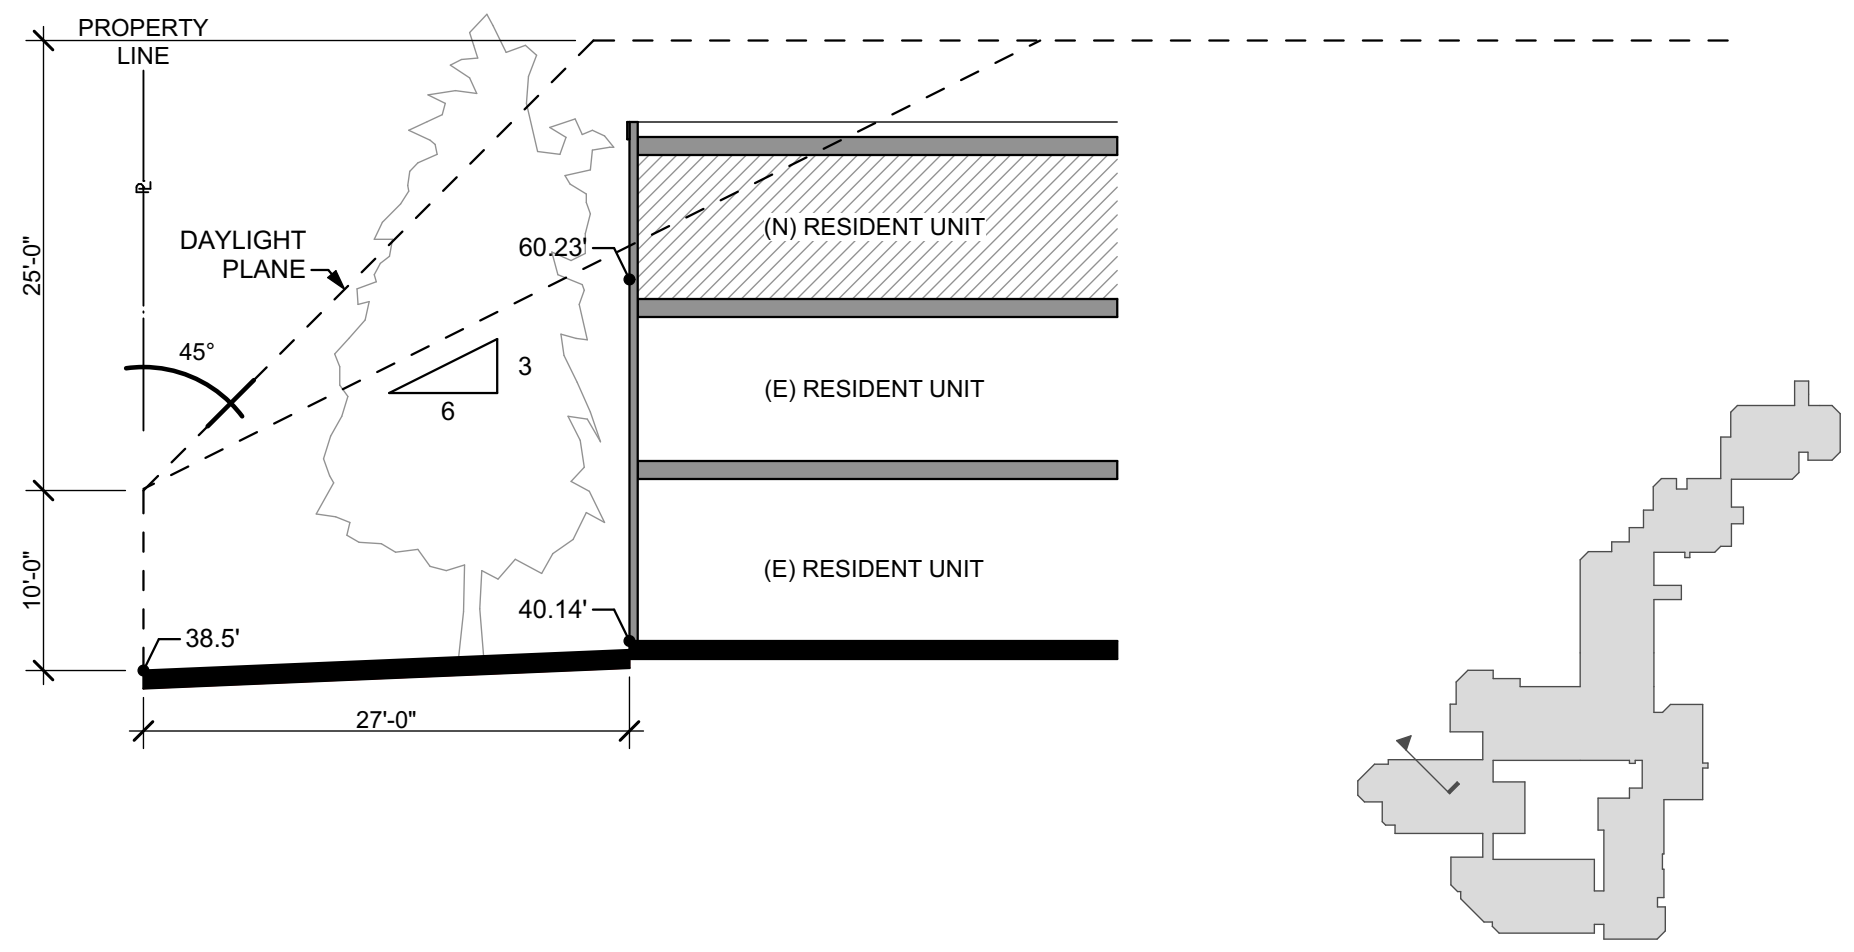 PROPERTY
LINE
25'-0"
10'-0"
DAYLIGHT
PLANE
45°
60.23'
3
6
(N) RESIDENT UNIT
(E) RESIDENT UNIT
(E) RESIDENT UNIT
40.14'
38.5'
27'-0"